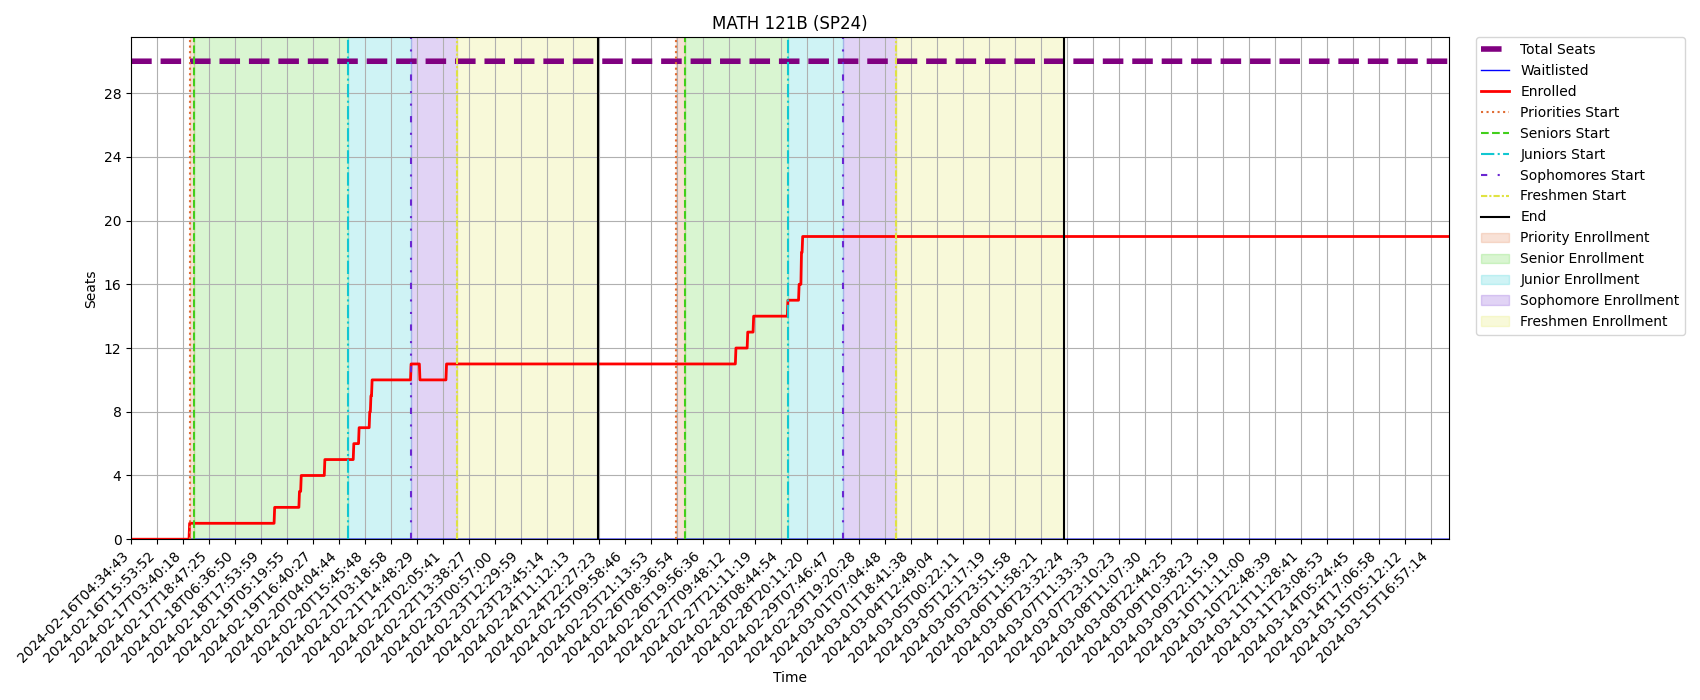 MATH 121B (SP24)
Seats
28
24
20
16
12
8
4
0
2024-02-16T04:34:43
2024-02-16T15:53:52
2024-02-17T03:40:18
2024-02-17T18:47:25
2024-02-18T06:36:50
2024-02-18T17:53:59
2024-02-19T05:19:55
2024-02-19T16:40:27
2024-02-20T04:04:44
2024-02-20T15:45:48
2024-02-21T03:18:58
2024-02-21T14:48:29
2024-02-22T02:05:41
2024-02-22T13:38:27
2024-02-23T00:57:00
2024-02-23T12:29:59
2024-02-23T23:45:14
2024-02-24T11:12:13
2024-02-24T22:27:23
2024-02-25T09:58:46
2024-02-25T21:13:53
2024-02-26T08:36:54
2024-02-26T19:56:36
2024-02-27T09:48:12
2024-02-27T21:11:19
2024-02-28T08:44:54
2024-02-28T20:11:20
2024-02-29T07:46:47
2024-02-29T19:20:28
2024-03-01T07:04:48
2024-03-01T18:41:38
2024-03-04T12:49:04
2024-03-05T00:22:11
2024-03-05T12:17:19
2024-03-05T23:51:58
2024-03-06T11:58:21
2024-03-06T23:32:24
2024-03-07T11:33:33
2024-03-07T23:10:23
2024-03-08T11:07:30
2024-03-08T22:44:25
2024-03-09T10:38:23
2024-03-09T22:15:19
2024-03-10T11:11:00
2024-03-10T22:48:39
2024-03-11T11:28:41
2024-03-11T23:08:53
2024-03-14T05:24:45
2024-03-14T17:06:58
2024-03-15T05:12:12
2024-03-15T16:57:14
Time
Total Seats
Waitlisted
Enrolled
Priorities Start
Seniors Start
Juniors Start
Sophomores Start
Freshmen Start
End
Priority Enrollment
Senior Enrollment
Junior Enrollment
Sophomore Enrollment
Freshmen Enrollment